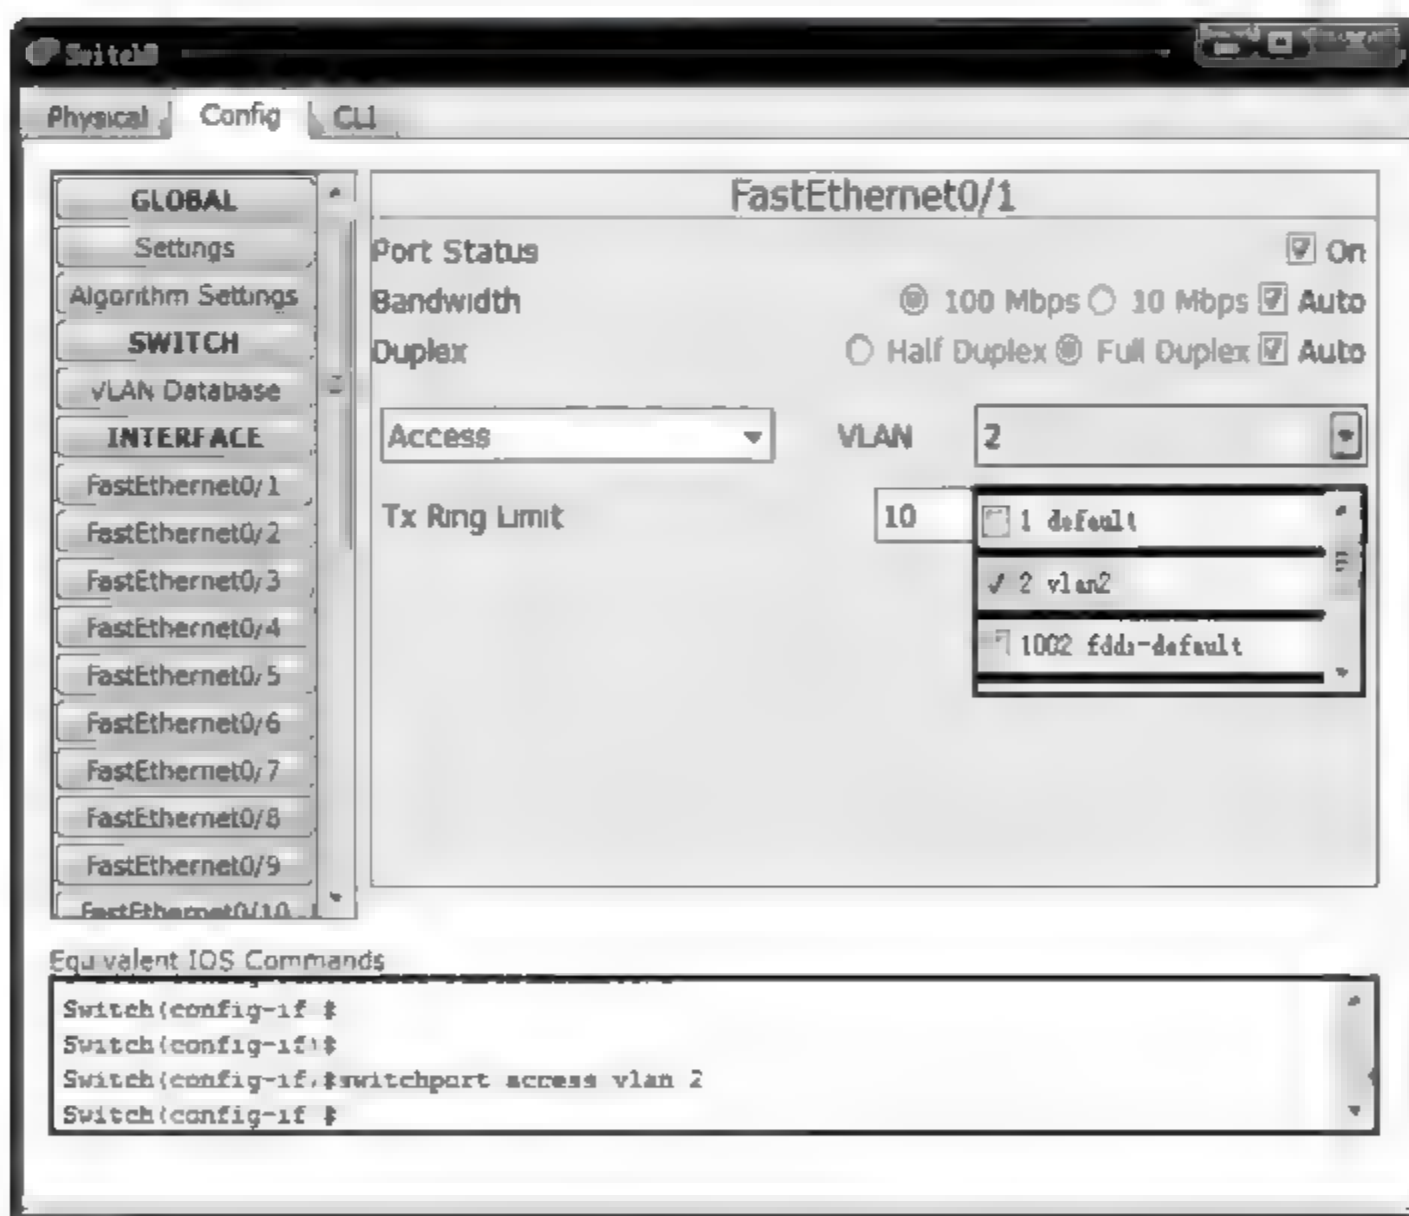 Switch0
Physical Config CLI
GLOBAL
Settings
Algorithm Settings
SWITCH
VLAN Database
INTERFACE
FastEthernet0/1
FastEthernet0/2
FastEthernet0/3
FastEthernet0/4
FastEthernet0/5
FastEthernet0/6
FastEthernet0/7
FastEthernet0/8
FastEthernet0/9
FastEthernet0/10
FastEthernet0/1
Port Status On
Bandwidth 100 Mbps 10 Mbps Auto
Duplex Half Duplex Full Duplex Auto
Access VLAN 2
Tx Ring Limit 10
1 default
2 vlan2
1002 fddi-default
Equivalent IOS Commands
Switch(config-if)#
Switch(config-if)#
Switch(config-if)#switchport access vlan 2
Switch(config-if)#